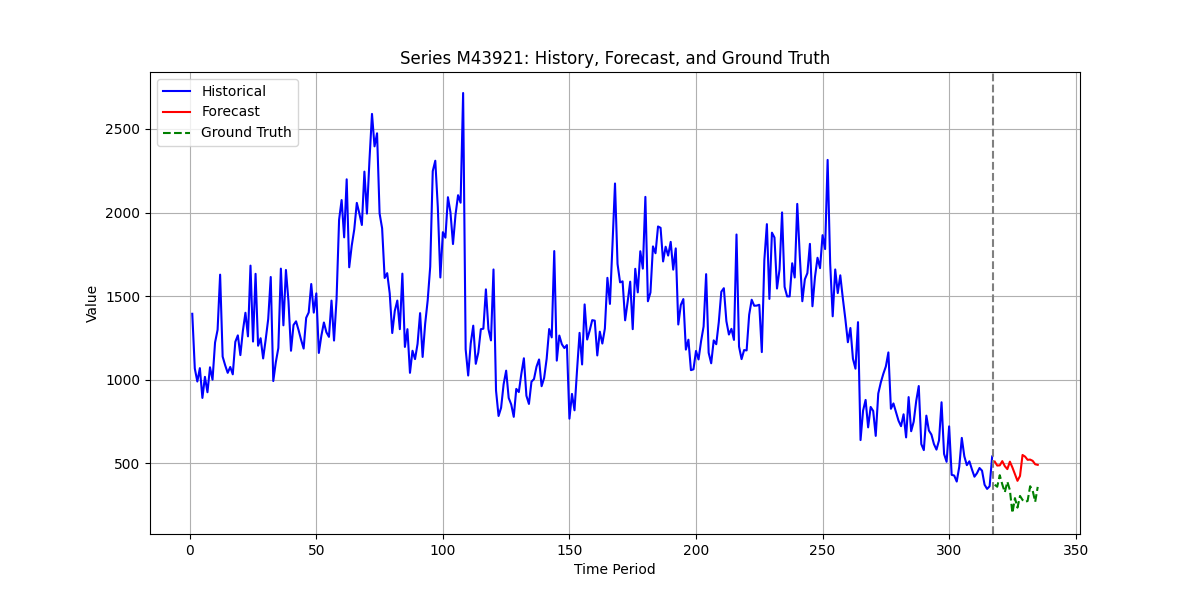 Series M43921: History, Forecast, and Ground Truth
Historical
Forecast
Ground Truth
2500
2000
1500
1000
500
Value
0 50 100 150 200 250 300 350
Time Period